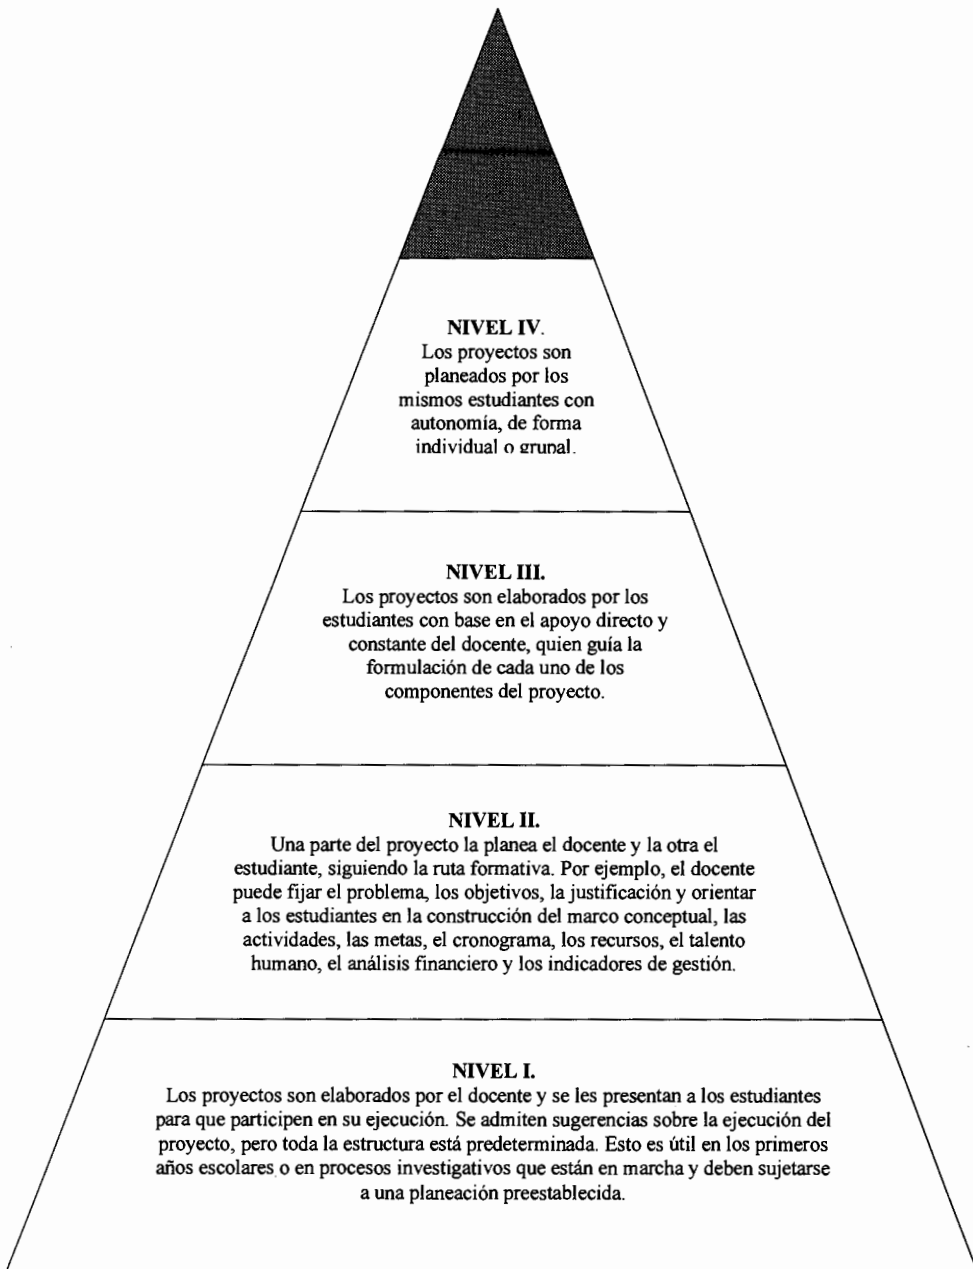 NIVEL IV.
Los proyectos son
planeados por los
mismos estudiantes con
autonomía, de forma
individual o grupal.
NIVEL III.
Los proyectos son elaborados por los
estudiantes con base en el apoyo directo y
constante del docente, quien guía la
formulación de cada uno de los
componentes del proyecto.
NIVEL II.
Una parte del proyecto la planea el docente y la otra el
estudiante, siguiendo la ruta formativa. Por ejemplo, el docente
puede fijar el problema, los objetivos, la justificación y orientar
a los estudiantes en la construcción del marco conceptual, las
actividades, las metas, el cronograma, los recursos, el talento
humano, el análisis financiero y los indicadores de gestión.
NIVEL I.
Los proyectos son elaborados por el docente y se les presentan a los estudiantes
para que participen en su ejecución. Se admiten sugerencias sobre la ejecución del
proyecto, pero toda la estructura está predeterminada. Esto es útil en los primeros
años escolares o en procesos investigativos que están en marcha y deben sujetarse
a una planeación preestablecida.